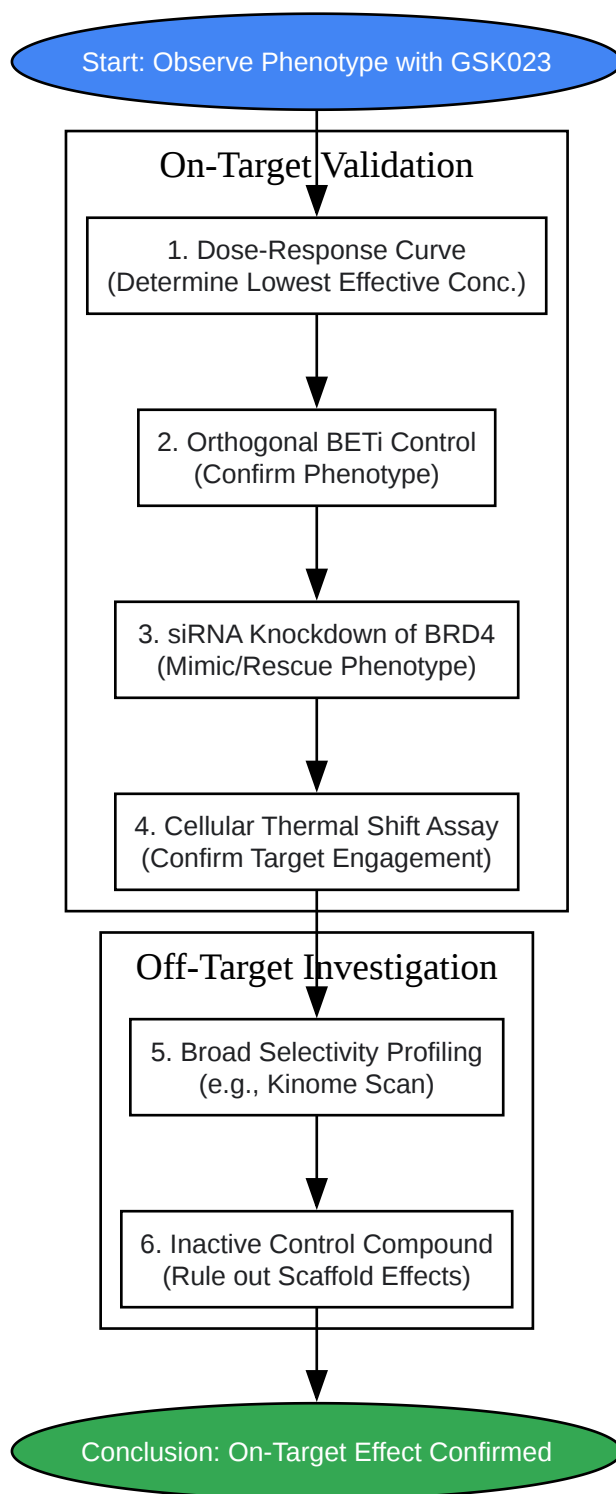 Start: Observe Phenotype with GSK023
On-Target Validation
1. Dose-Response Curve
(Determine Lowest Effective Conc.)
2. Orthogonal BETi Control
(Confirm Phenotype)
3. siRNA Knockdown of BRD4
(Mimic/Rescue Phenotype)
4. Cellular Thermal Shift Assay
(Confirm Target Engagement)
Off-Target Investigation
5. Broad Selectivity Profiling
(e.g., Kinome Scan)
6. Inactive Control Compound
(Rule out Scaffold Effects)
Conclusion: On-Target Effect Confirmed